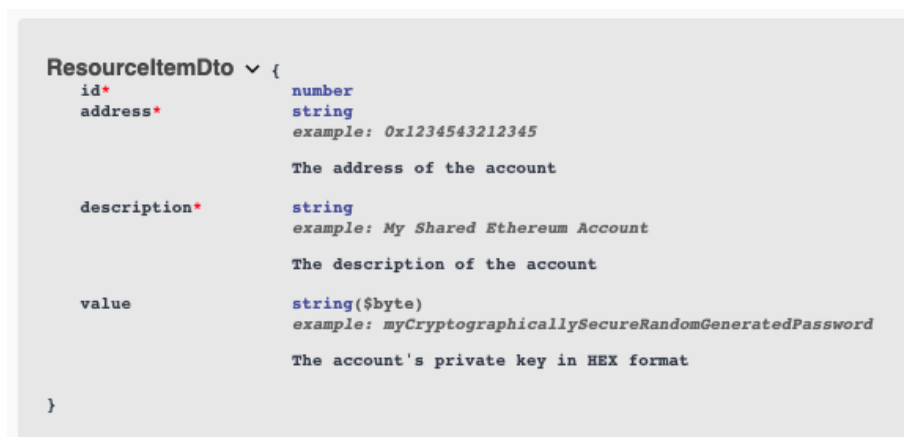 ResourceItemDto {
id* number
address* string
example: 0x1234543212345
The address of the account
description* string
example: My Shared Ethereum Account
The description of the account
value string($byte)
example: myCryptographicallySecureRandomGeneratedPassword
The account's private key in HEX format
}